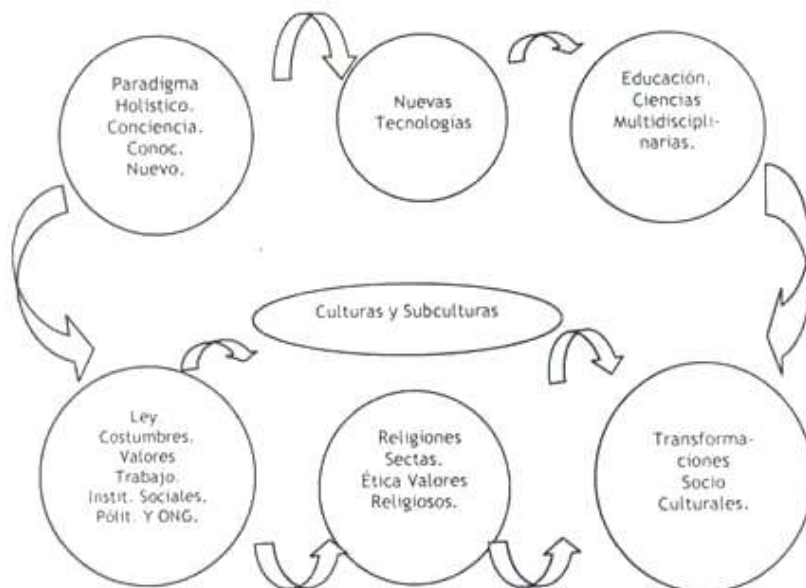 Paradigma
Holístico.
Conciencia.
Conoc.
Nuevo.
Nuevas
Tecnologías
Educación.
Ciencias
Multidiscipli-
narias.
Culturas y Subculturas
Ley
Costumbres.
Valores
Trabajo.
Instit. Sociales.
Pólit. Y ONG.
Religiones
Sectas.
Ética Valores
Religiosos.
Transforma-
ciones
Socio
Culturales.